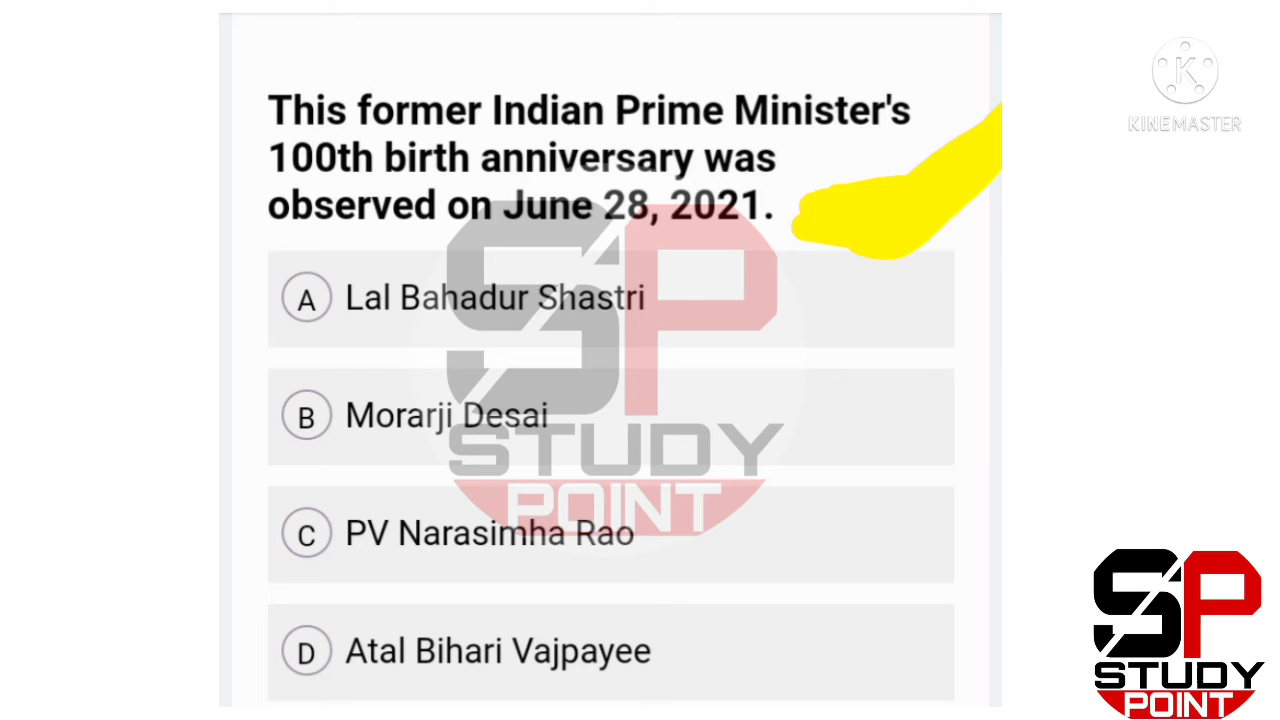 This former Indian Prime Minister's
100th birth anniversary was
observed on June 28, 2021.
A Lal Bahadur Shastri
B Morarji Desai
C PV Narasimha Rao
D Atal Bihari Vajpayee
SP
STUDY
POINT
K
KINEMASTER
SP
STUDY
POINT